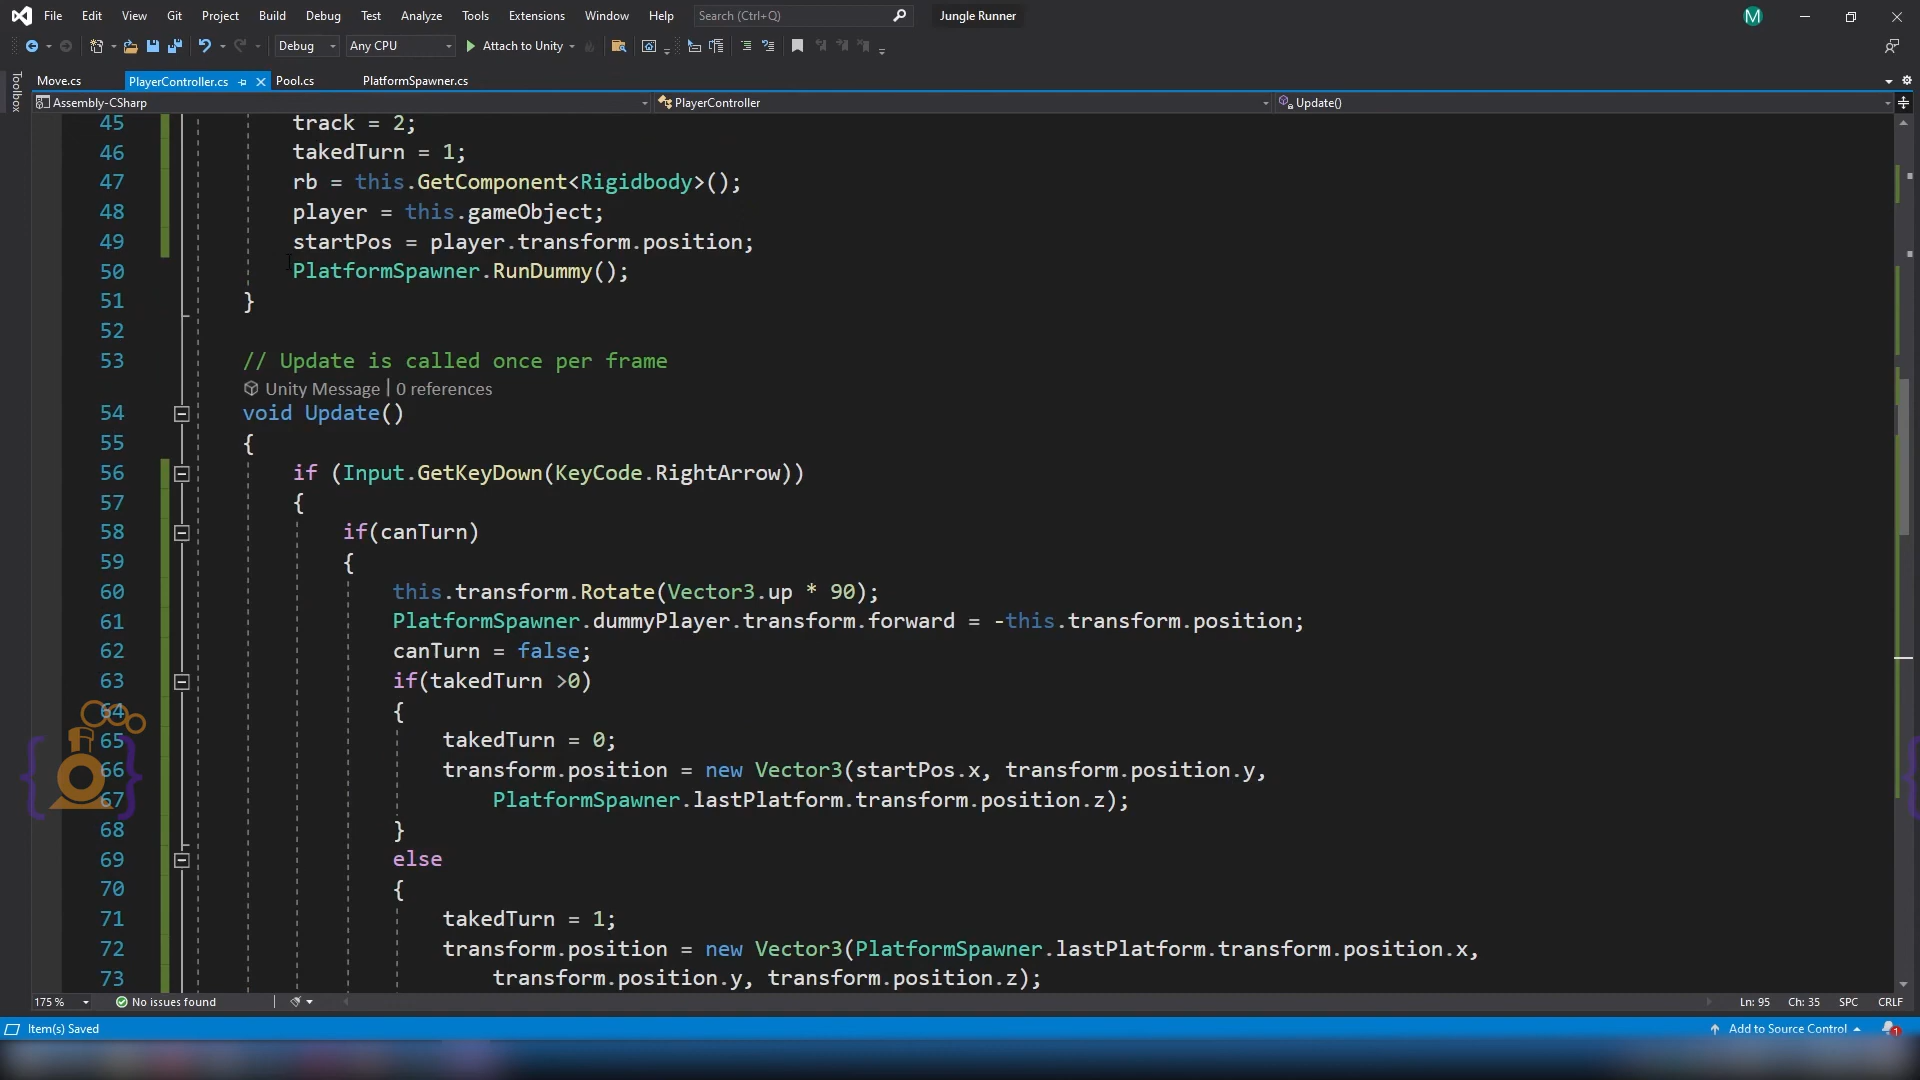 File Edit View Git Project Build Debug Test Analyze Tools Extensions Window Help Search (Ctrl+Q) Jungle Runner M
Debug Any CPU Attach to Unity
Toolbox
Move.cs PlayerController.cs Pool.cs PlatformSpawner.cs
Assembly-CSharp PlayerController Update()
45 track = 2;
46 takedTurn = 1;
47 rb = this.GetComponent<Rigidbody>();
48 player = this.gameObject;
49 startPos = player.transform.position;
50 PlatformSpawner.RunDummy();
51 }
52
53 // Update is called once per frame
Unity Message | 0 references
54 void Update()
55 {
56 if (Input.GetKeyDown(KeyCode.RightArrow))
57 {
58 if(canTurn)
59 {
60 this.transform.Rotate(Vector3.up * 90);
61 PlatformSpawner.dummyPlayer.transform.forward = -this.transform.position;
62 canTurn = false;
63 if(takedTurn >0)
64 {
65 takedTurn = 0;
66 transform.position = new Vector3(startPos.x, transform.position.y,
67 PlatformSpawner.lastPlatform.transform.position.z);
68 }
69 else
70 {
71 takedTurn = 1;
72 transform.position = new Vector3(PlatformSpawner.lastPlatform.transform.position.x,
73 transform.position.y, transform.position.z);
175 % No issues found Ln: 95 Ch: 35 SPC CRLF
Item(s) Saved Add to Source Control 1